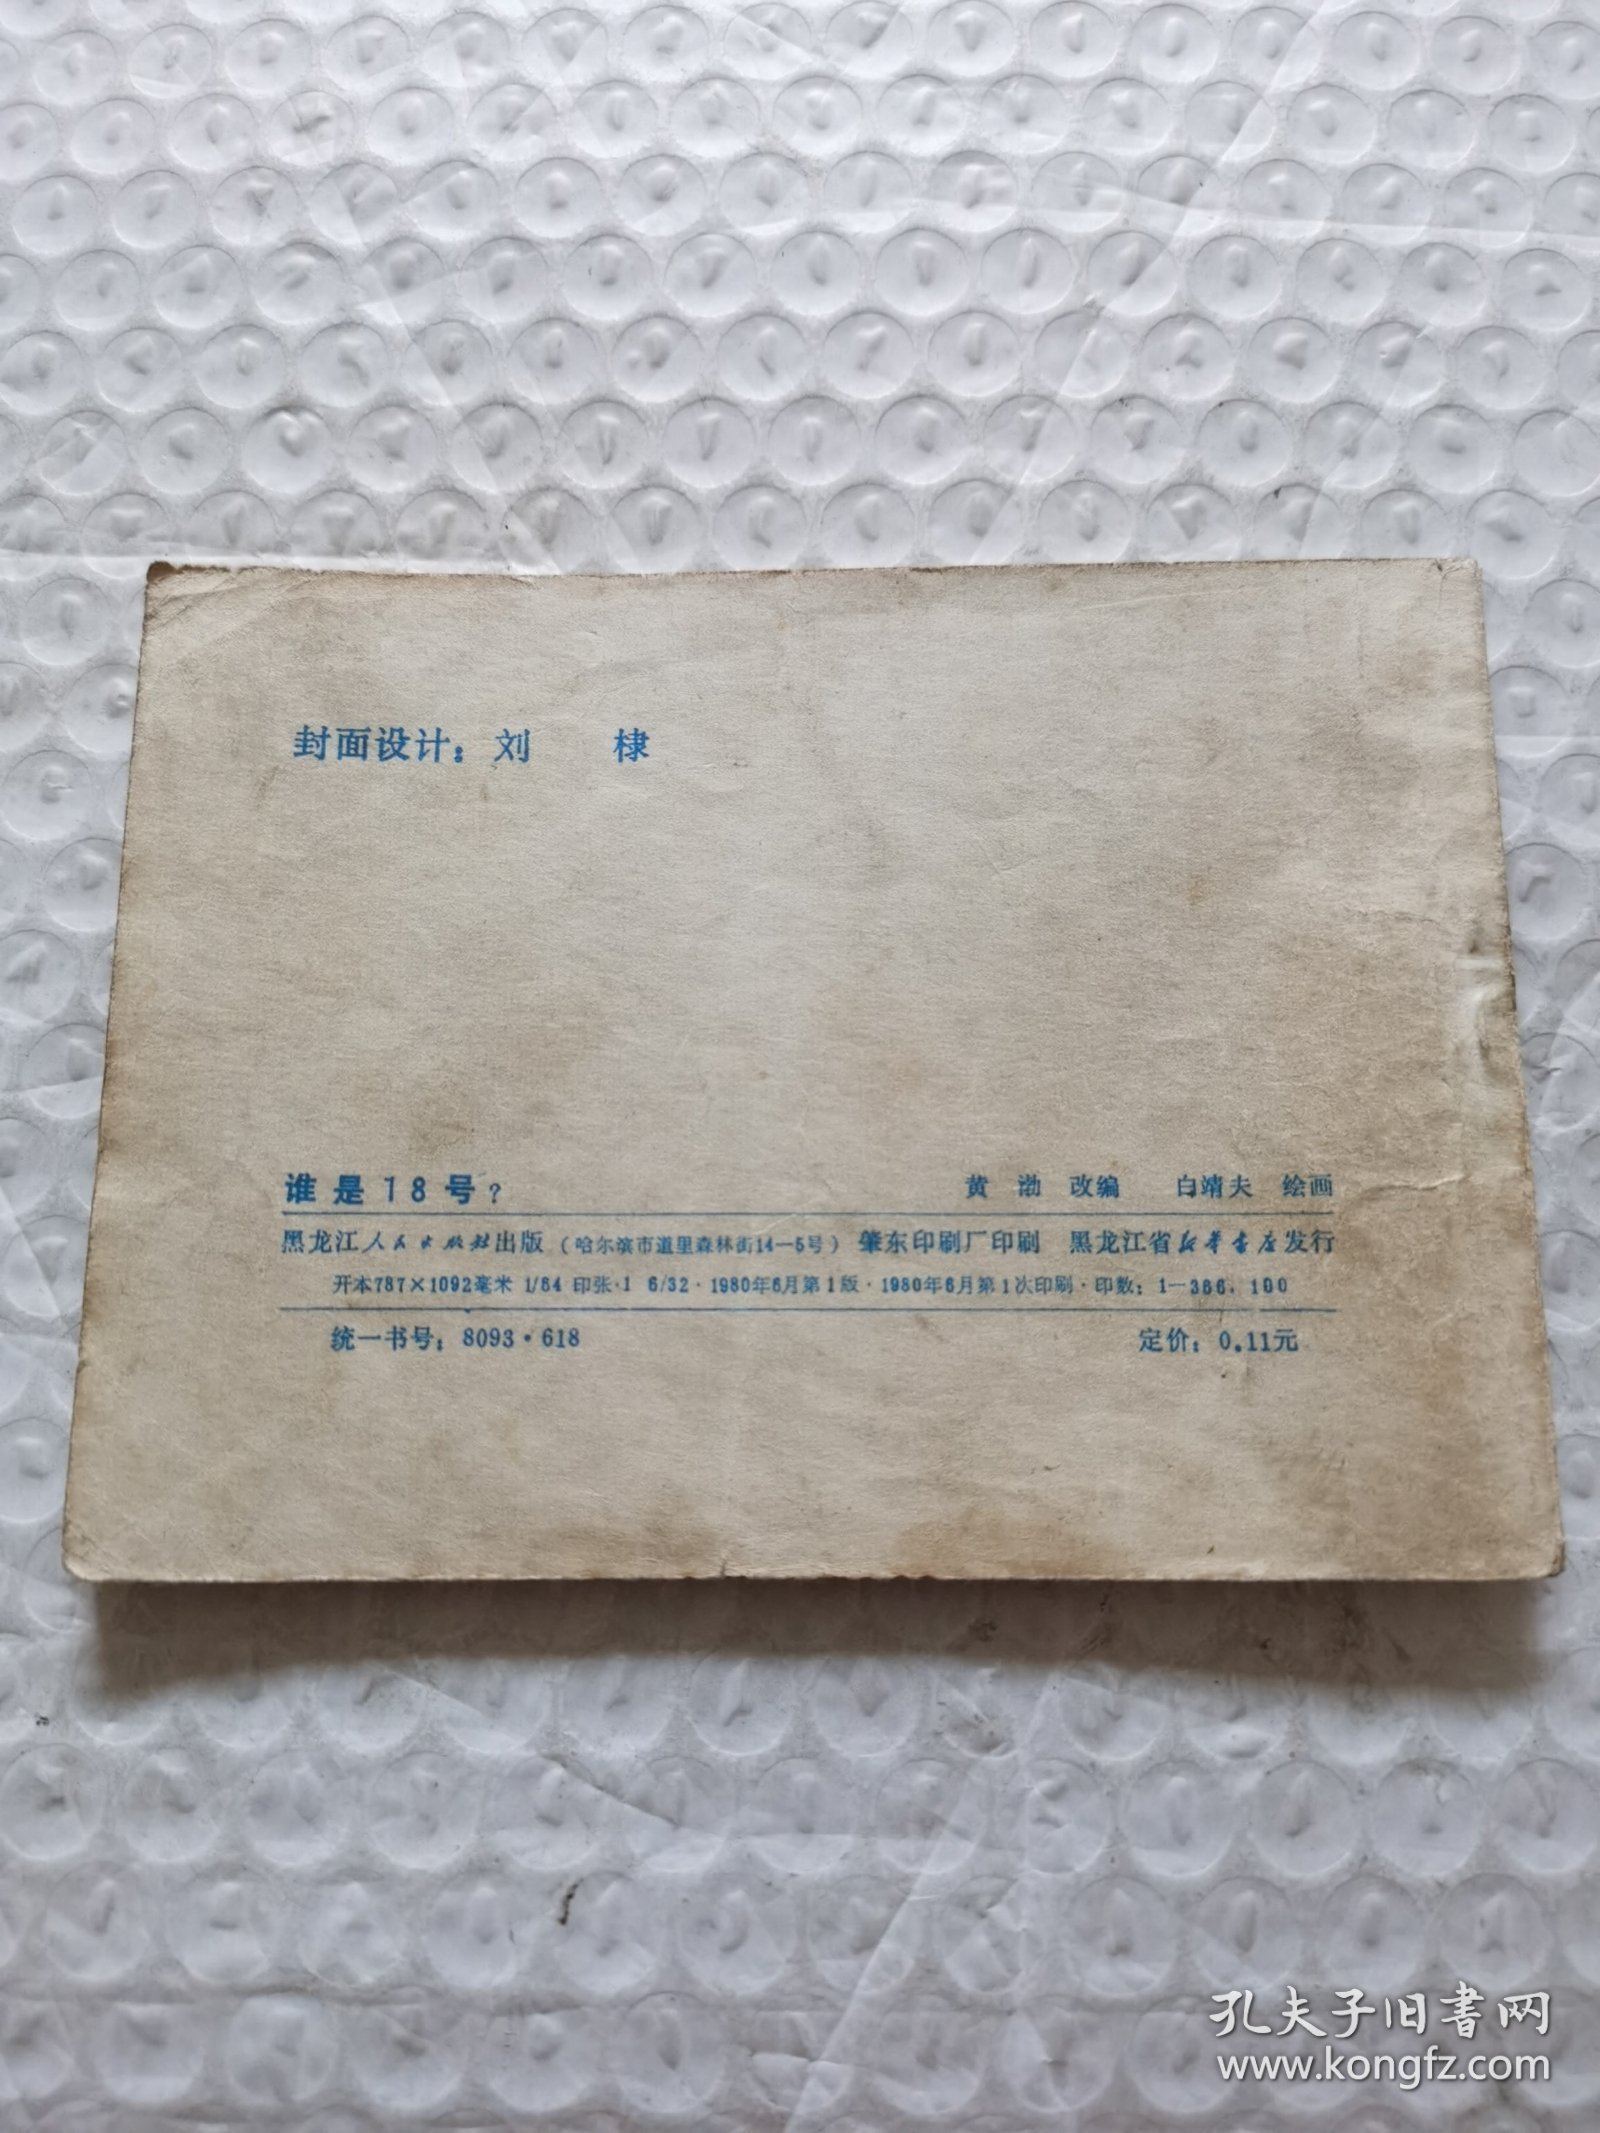 封面设计：刘　　棣
谁是18号？　黄　渤　改编　白靖夫　绘画
黑龙江人民出版社出版（哈尔滨市道里森林街14—5号）肇东印刷厂印刷　黑龙江省新华书店发行
开本787×1092毫米 1/64 印张·1 6/32·1980年6月第1版·1980年6月第1次印刷·印数：1—366，100
统一书号：8093·618　定价：0.11元
孔夫子旧书网
www.kongfz.com